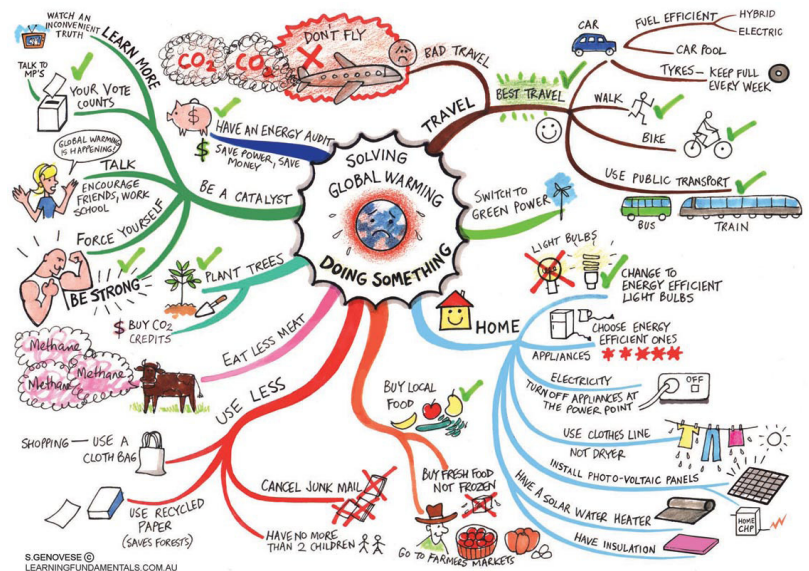 SOLVING
GLOBAL WARMING
DOING SOMETHING
TRAVEL
BAD TRAVEL
DON'T FLY
CO2
CO2
BEST TRAVEL
CAR
FUEL EFFICIENT
HYBRID
ELECTRIC
CAR POOL
TYRES – KEEP FULL
EVERY WEEK
WALK
BIKE
USE PUBLIC TRANSPORT
BUS
TRAIN
SWITCH TO
GREEN POWER
HOME
LIGHT BULBS
CHANGE TO
ENERGY EFFICIENT
LIGHT BULBS
CHOOSE ENERGY
EFFICIENT ONES
APPLIANCES
ELECTRICITY
TURN OFF APPLIANCES AT
THE POWER POINT
OFF
USE CLOTHES LINE
NOT DRYER
INSTALL PHOTO-VOLTAIC PANELS
HOME
CHP
HAVE A SOLAR WATER HEATER
HAVE INSULATION
BUY LOCAL
FOOD
BUY FRESH FOOD
NOT FROZEN
GO TO FARMERS MARKETS
USE LESS
CANCEL JUNK MAIL
HAVE NO MORE
THAN 2 CHILDREN
SHOPPING — USE A
CLOTH BAG
USE RECYCLED
PAPER
(SAVES FORESTS)
EAT LESS MEAT
Methane
Methane
Methane
PLANT TREES
$ BUY CO2
CREDITS
BE A CATALYST
LEARN MORE
WATCH AN
INCONVENIENT
TRUTH
TALK TO
MP'S
YOUR VOTE
COUNTS
GLOBAL WARMING
IS HAPPENING!
TALK
ENCOURAGE
FRIENDS, WORK
SCHOOL
FORCE YOURSELF
BE STRONG
HAVE AN ENERGY AUDIT
$
$ SAVE POWER, SAVE
MONEY
S.GENOVESE ©
LEARNINGFUNDAMENTALS.COM.AU